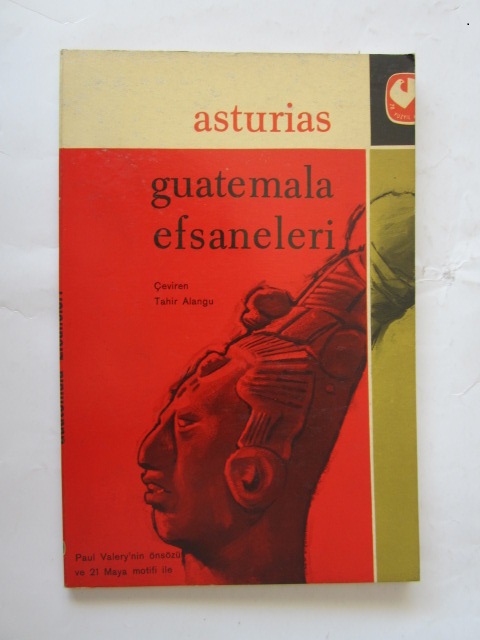 asturias
guatemala
efsaneleri
Çeviren
Tahir Alangu
Paul Valery'nin önsözü
ve 21 Maya motifi ile